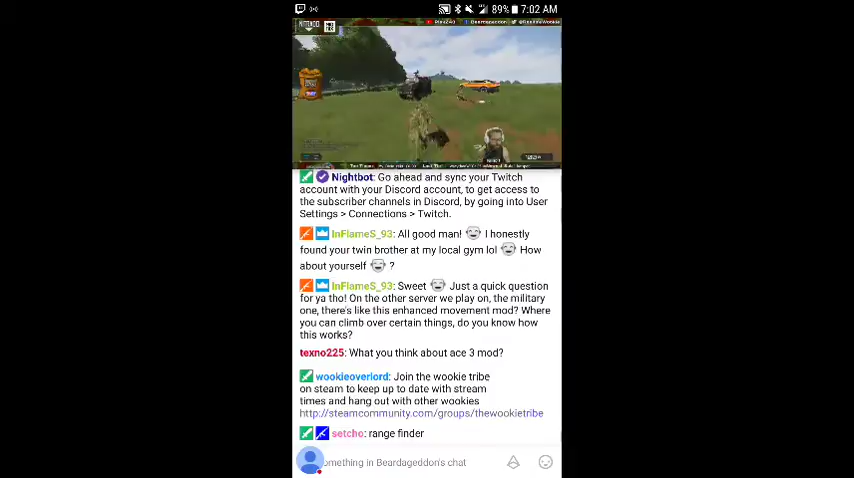 89% 7:02 AM
NINTENDO
Beardageddon
Nightbot: Go ahead and sync your Twitch
account with your Discord account, to get access to
the subscriber channels in Discord, by going into User
Settings > Connections > Twitch.
InFlameS_93: All good man! I honestly
found your twin brother at my local gym lol How
about yourself ?
InFlameS_93: Sweet Just a quick question
for ya tho! On the other server we play on, the military
one, there's like this enhanced movement mod? Where
you can climb over certain things, do you know how
this works?
texno225: What you think about ace 3 mod?
wookieoverlord: Join the wookie tribe
on steam to keep up to date with stream
times and hang out with other wookies
http://steamcommunity.com/groups/thewookietribe
setcho: range finder
omething in Beardageddon's chat